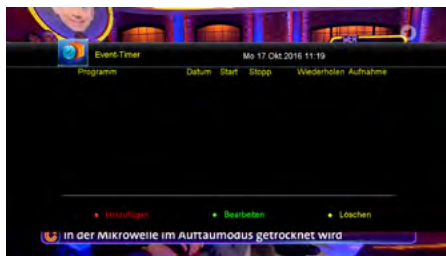 WER
Event-Timer Mo 17.Okt.2016 11:19
Programm Datum Start Stopp Wiederholen Aufnahme
Hinzufügen Bearbeiten Löschen
C in der Mikrowelle im Auftaumodus getrocknet wird